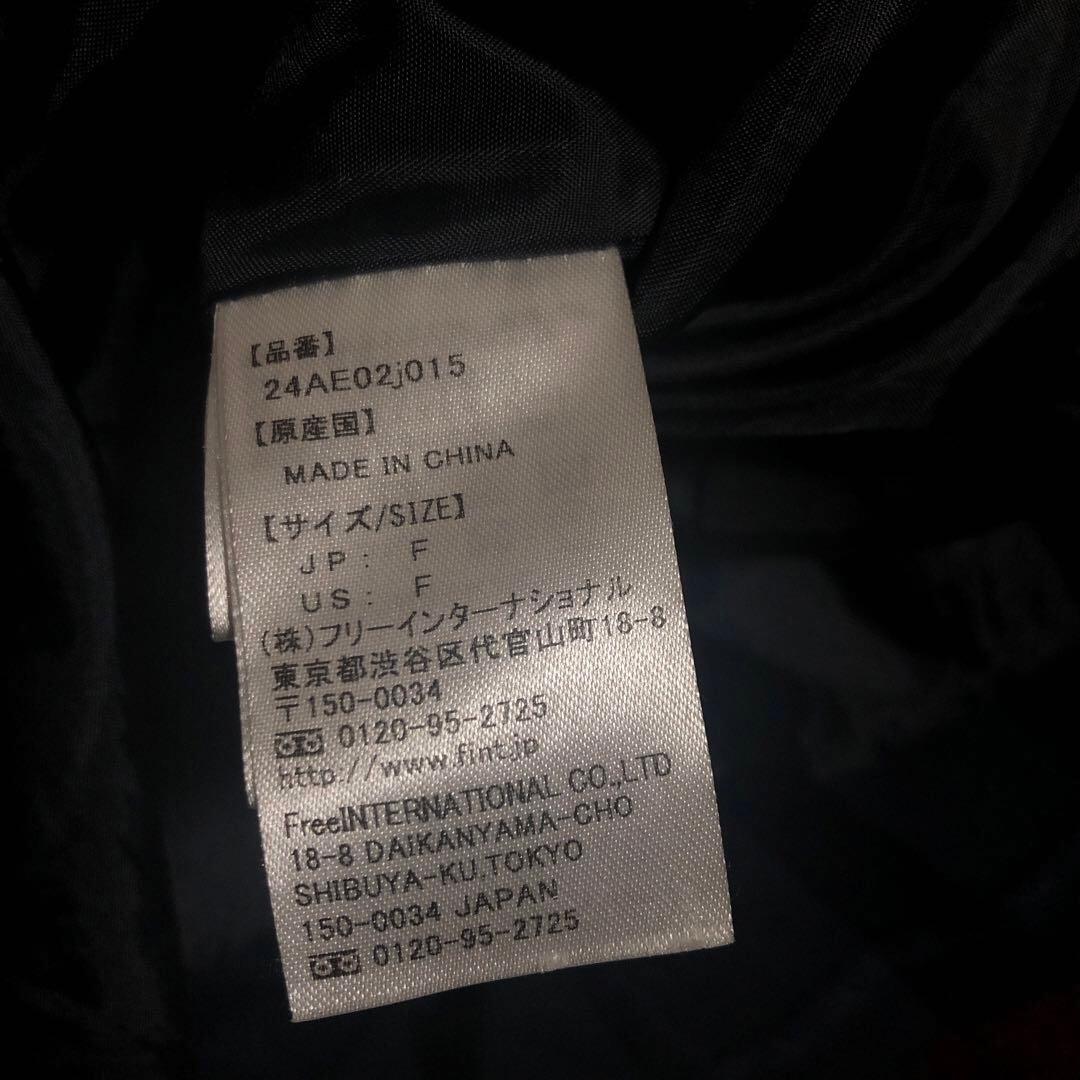 【品番】
24AE02j015
【原産国】
MADE IN CHINA
【サイズ/SIZE】
JP: F
US: F
(株)フリーインターナショナル
東京都渋谷区代官山町18-8
〒150-0034
0120-95-2725
http://www.fint.jp
FreeINTERNATIONAL CO.,LTD
18-8 DAIKANYAMA-CHO
SHIBUYA-KU.TOKYO
150-0034 JAPAN
0120-95-2725